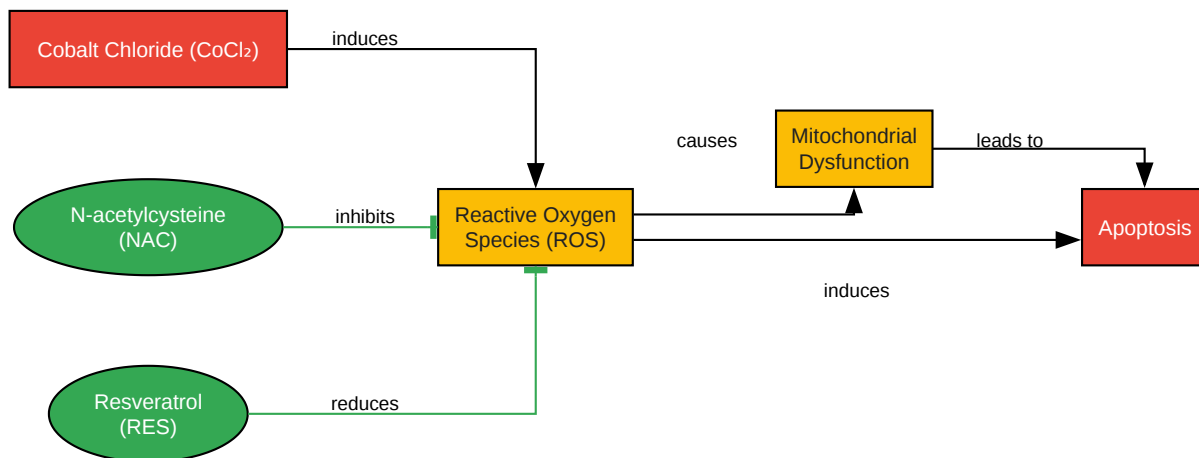 Cobalt Chloride (CoCl₂)
induces
N-acetylcysteine
(NAC)
inhibits
Reactive Oxygen
Species (ROS)
causes
Mitochondrial
Dysfunction
leads to
Apoptosis
induces
Resveratrol
(RES)
reduces